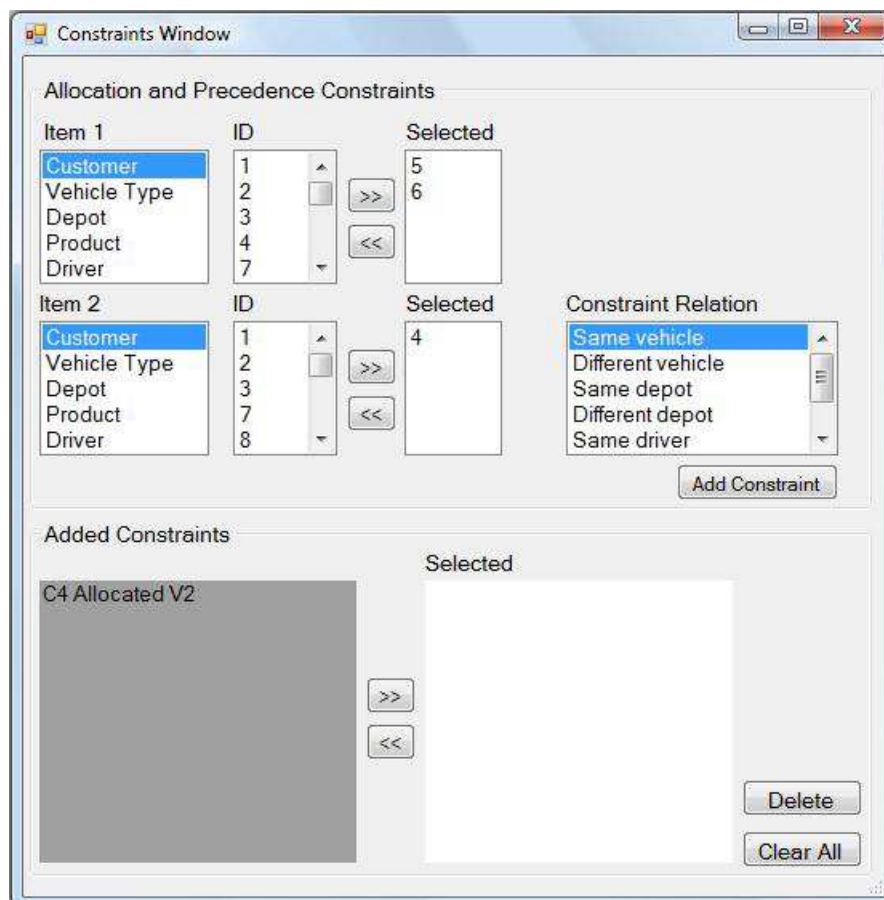 Constraints Window
Allocation and Precedence Constraints
Item 1
Customer
Vehicle Type
Depot
Product
Driver
ID
1
2
3
4
7
>>
<<
Selected
5
6
Item 2
Customer
Vehicle Type
Depot
Product
Driver
ID
1
2
3
7
8
>>
<<
Selected
4
Constraint Relation
Same vehicle
Different vehicle
Same depot
Different depot
Same driver
Add Constraint
Added Constraints
C4 Allocated V2
>>
<<
Selected
Delete
Clear All